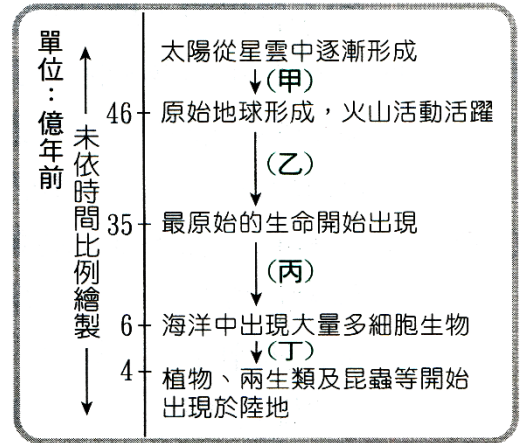 單位：億年前
未依時間比例繪製
太陽從星雲中逐漸形成
(甲)
46 原始地球形成，火山活動活躍
(乙)
35 最原始的生命開始出現
(丙)
6 海洋中出現大量多細胞生物
(丁)
4 植物、兩生類及昆蟲等開始
出現於陸地